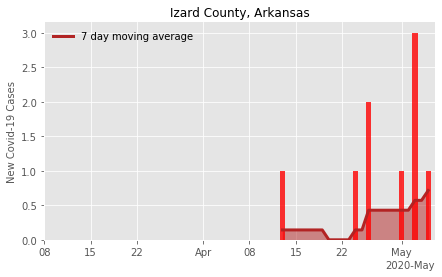 Izard County, Arkansas
7 day moving average
New Covid-19 Cases
3.0
2.5
2.0
1.5
1.0
0.5
0.0
08 15 22 Apr 08 15 22 May
2020-May